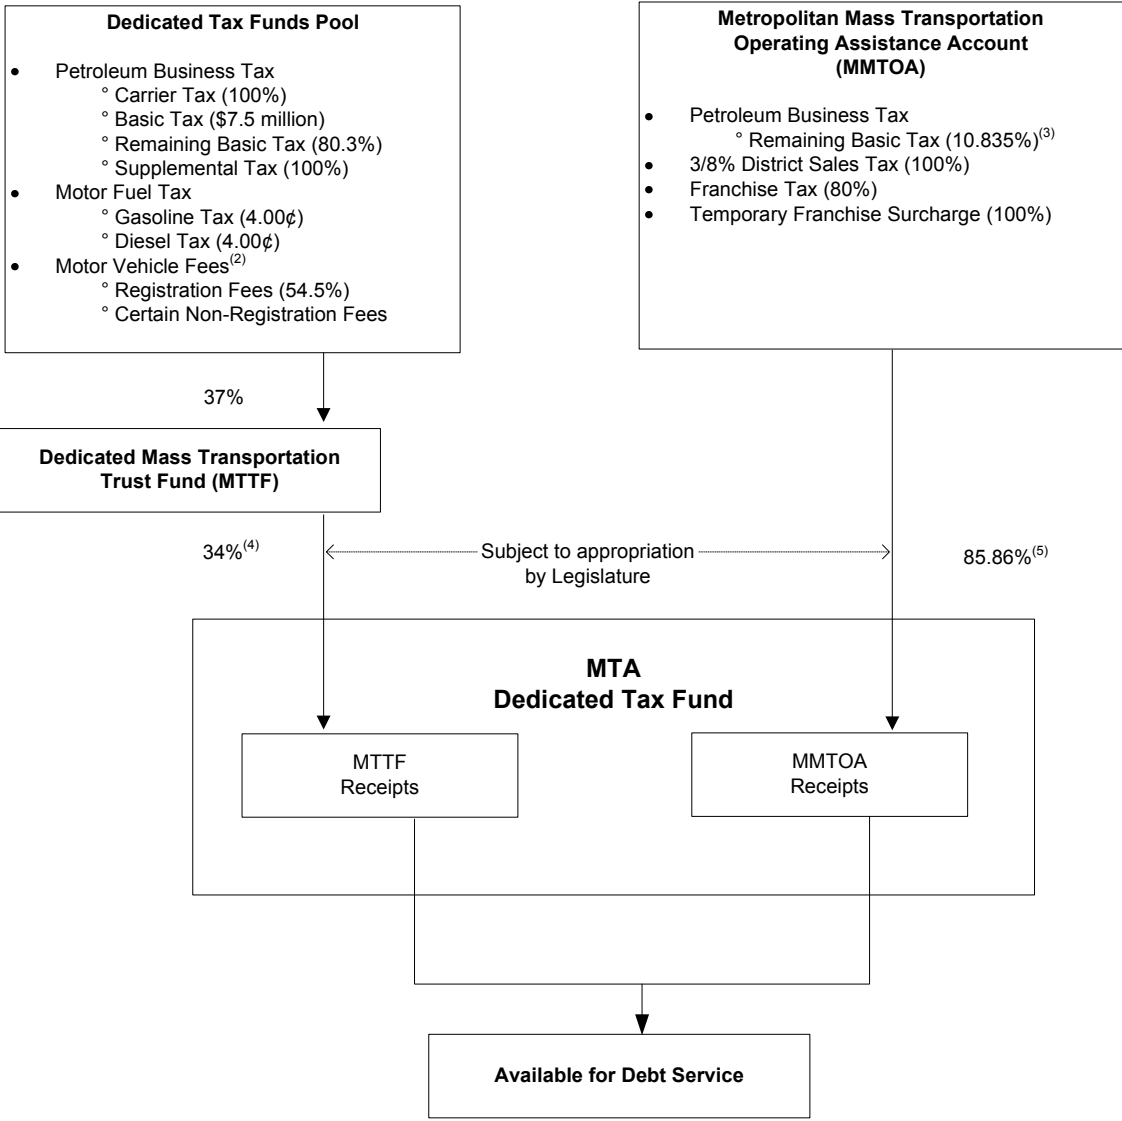 Dedicated Tax Funds Pool
• Petroleum Business Tax
° Carrier Tax (100%)
° Basic Tax ($7.5 million)
° Remaining Basic Tax (80.3%)
° Supplemental Tax (100%)
• Motor Fuel Tax
° Gasoline Tax (4.00¢)
° Diesel Tax (4.00¢)
• Motor Vehicle Fees(2)
° Registration Fees (54.5%)
° Certain Non-Registration Fees
Metropolitan Mass Transportation
Operating Assistance Account
(MMTOA)
• Petroleum Business Tax
° Remaining Basic Tax (10.835%)(3)
• 3/8% District Sales Tax (100%)
• Franchise Tax (80%)
• Temporary Franchise Surcharge (100%)
37%
Dedicated Mass Transportation
Trust Fund (MTTF)
34%(4)
Subject to appropriation
by Legislature
85.86%(5)
MTA
Dedicated Tax Fund
MTTF
Receipts
MMTOA
Receipts
Available for Debt Service